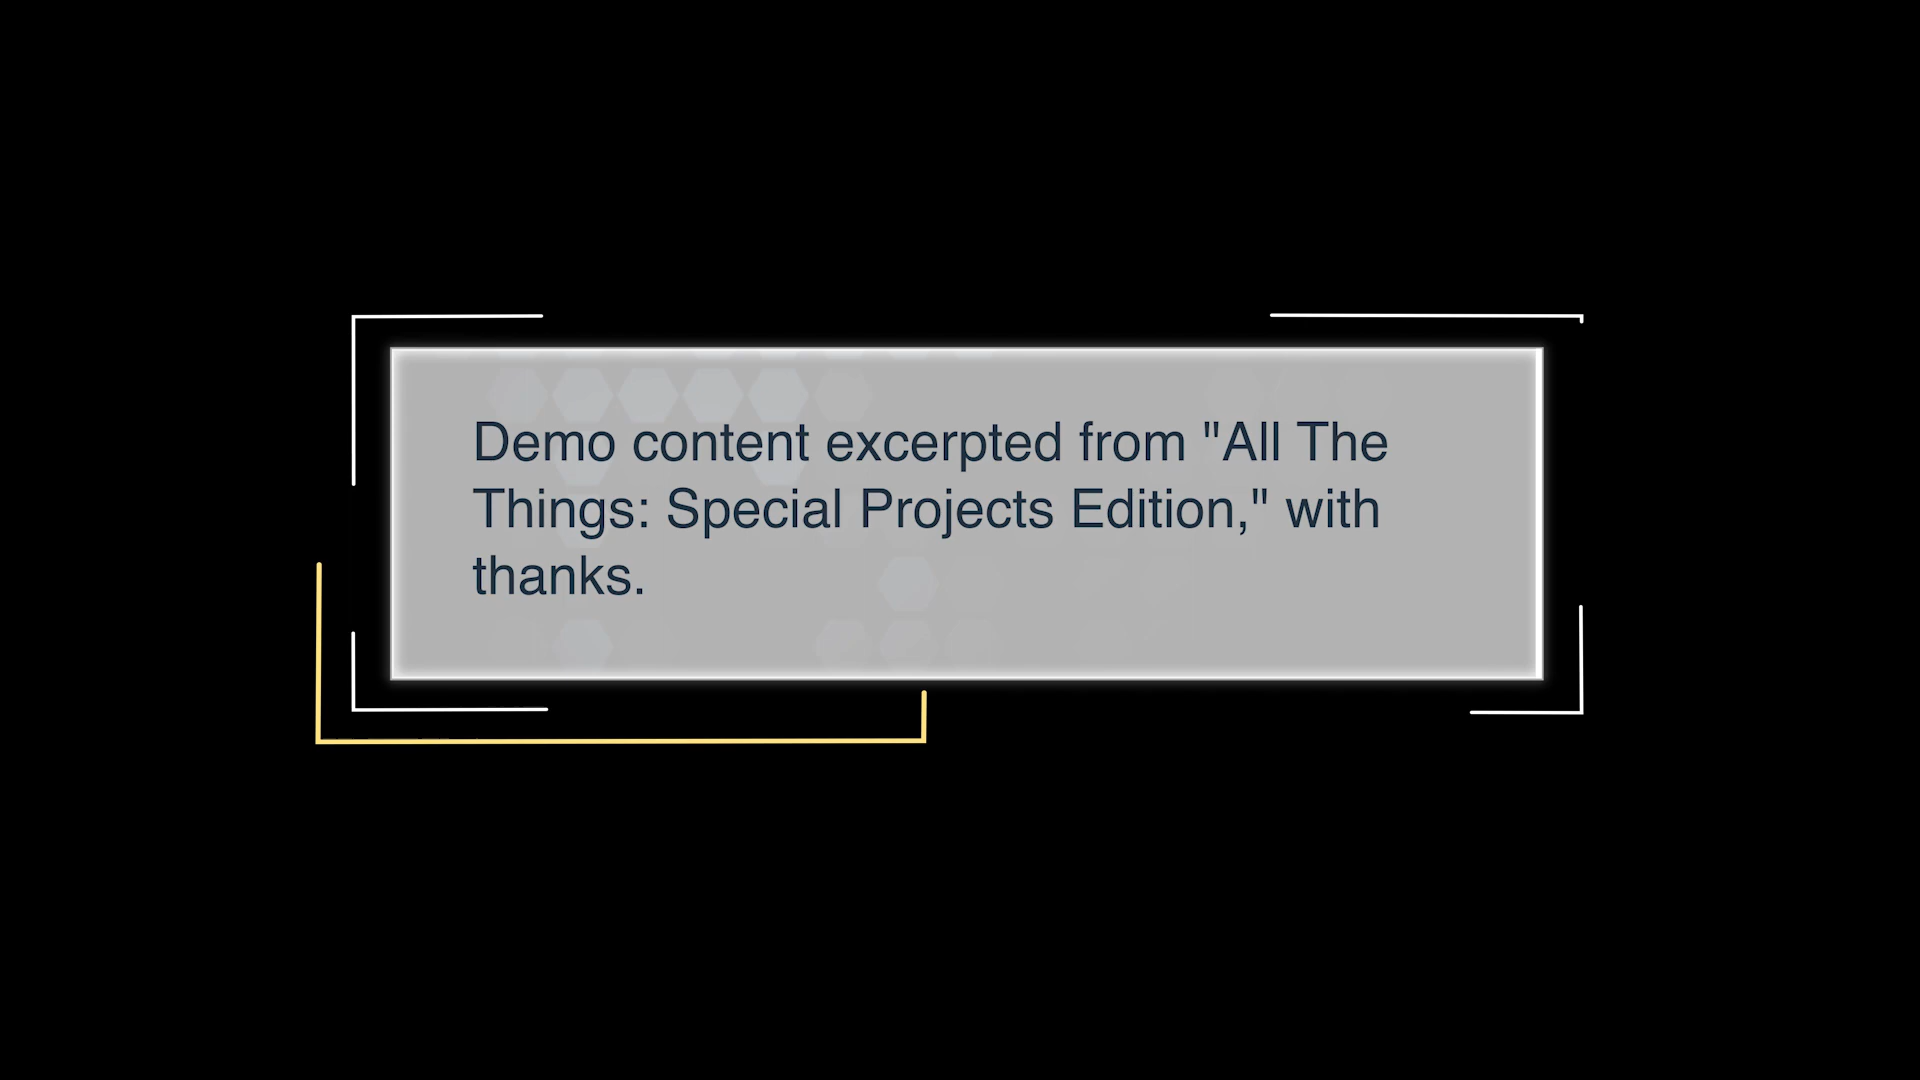 Demo content excerpted from "All The
Things: Special Projects Edition," with
thanks.